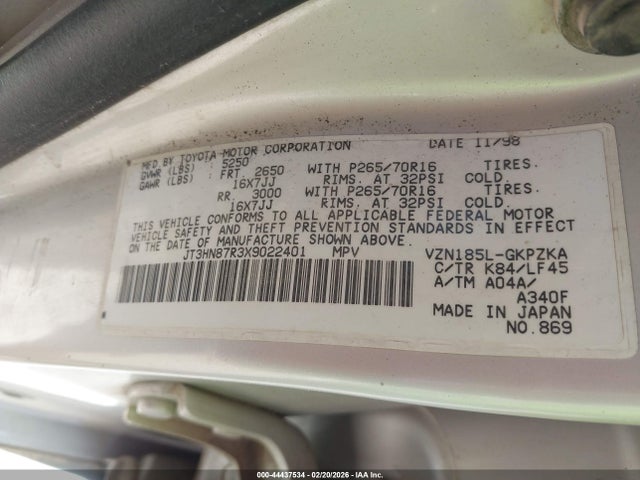 MFD BY TOYOTA MOTOR CORPORATION DATE 11/98
GVWR (LBS) : 5250
GAWR (LBS) : FRT. 2650 WITH P265/70R16 TIRES.
16X7JJ RIMS. AT 32PSI COLD.
RR. 3000 WITH P265/70R16 TIRES.
16X7JJ RIMS. AT 32PSI COLD.
THIS VEHICLE CONFORMS TO ALL APPLICABLE FEDERAL MOTOR
VEHICLE SAFETY AND THEFT PREVENTION STANDARDS IN EFFECT
ON THE DATE OF MANUFACTURE SHOWN ABOVE.
JT3HN87R3X9022401 MPV VZN185L-GKPZKA
C/TR K84/LF45
A/TM A04A/
A340F
MADE IN JAPAN
NO.869
000-44437534 - 02/20/2026 - IAA Inc.